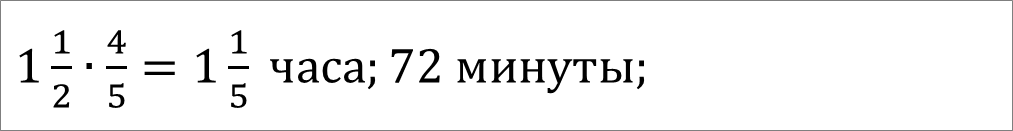 1 1/2 · 4/5 = 1 1/5 часа; 72 минуты;